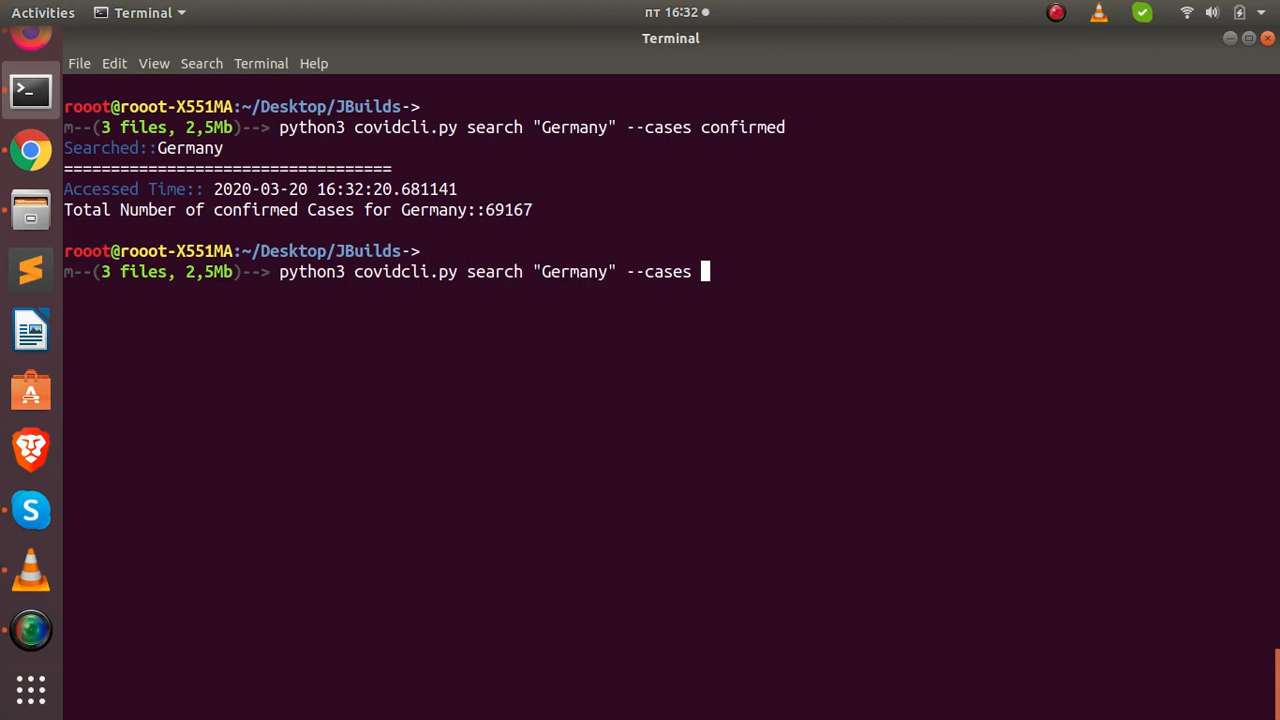 Activities Terminal пт 16:32
Terminal
File Edit View Search Terminal Help
rooot@rooot-X551MA:~/Desktop/JBuilds->
m--(3 files, 2,5Mb)--> python3 covidcli.py search "Germany" --cases confirmed
Searched::Germany
===================================
Accessed Time:: 2020-03-20 16:32:20.681141
Total Number of confirmed Cases for Germany::69167
rooot@rooot-X551MA:~/Desktop/JBuilds->
m--(3 files, 2,5Mb)--> python3 covidcli.py search "Germany" --cases